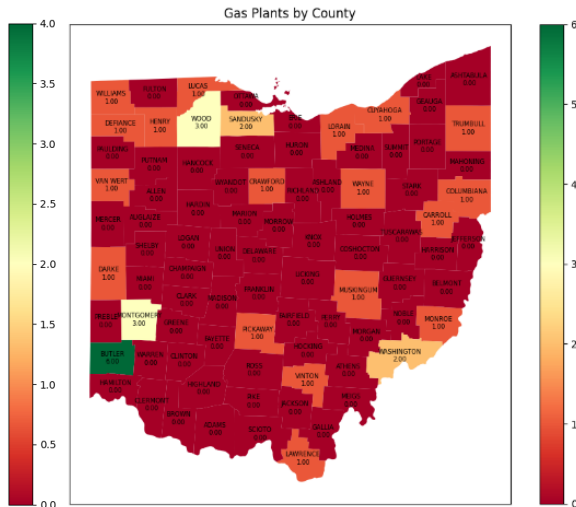 Gas Plants by County
4.0
3.5
3.0
2.5
2.0
1.5
1.0
0.5
0.0
WILLIAMS
1.00
FULTON
0.00
LUCAS
1.00
OTTAWA
0.00
LAKE
0.00
ASHTABULA
0.00
GEAUGA
0.00
CUYAHOGA
1.00
DEFIANCE
1.00
HENRY
1.00
WOOD
3.00
SANDUSKY
2.00
ERIE
0.00
LORAIN
1.00
TRUMBULL
1.00
PAULDING
0.00
PUTNAM
0.00
HANCOCK
0.00
SENECA
0.00
HURON
0.00
MEDINA
0.00
SUMMIT
0.00
PORTAGE
0.00
MAHONING
0.00
VAN WERT
1.00
ALLEN
0.00
WYANDOT
0.00
CRAWFORD
1.00
RICHLAND
0.00
ASHLAND
0.00
WAYNE
1.00
STARK
0.00
COLUMBIANA
1.00
MERCER
0.00
AUGLAIZE
0.00
HARDIN
0.00
MARION
0.00
MORROW
0.00
HOLMES
0.00
TUSCARAWAS
0.00
CARROLL
1.00
JEFFERSON
0.00
SHELBY
0.00
LOGAN
0.00
UNION
0.00
DELAWARE
0.00
KNOX
0.00
COSHOCTON
0.00
HARRISON
0.00
DARKE
1.00
MIAMI
0.00
CHAMPAIGN
0.00
LICKING
0.00
MUSKINGUM
1.00
GUERNSEY
0.00
BELMONT
0.00
PREBLE
0.00
MONTGOMERY
3.00
CLARK
0.00
GREENE
0.00
MADISON
0.00
FRANKLIN
0.00
FAIRFIELD
0.00
PERRY
0.00
MORGAN
0.00
NOBLE
0.00
MONROE
1.00
BUTLER
6.00
WARREN
0.00
CLINTON
0.00
FAYETTE
0.00
PICKAWAY
1.00
HOCKING
0.00
WASHINGTON
2.00
HAMILTON
0.00
CLERMONT
0.00
HIGHLAND
0.00
ROSS
0.00
VINTON
1.00
ATHENS
0.00
BROWN
0.00
ADAMS
0.00
PIKE
0.00
SCIOTO
0.00
JACKSON
0.00
MEIGS
0.00
GALLIA
0.00
LAWRENCE
1.00
6
5
4
3
2
1
0